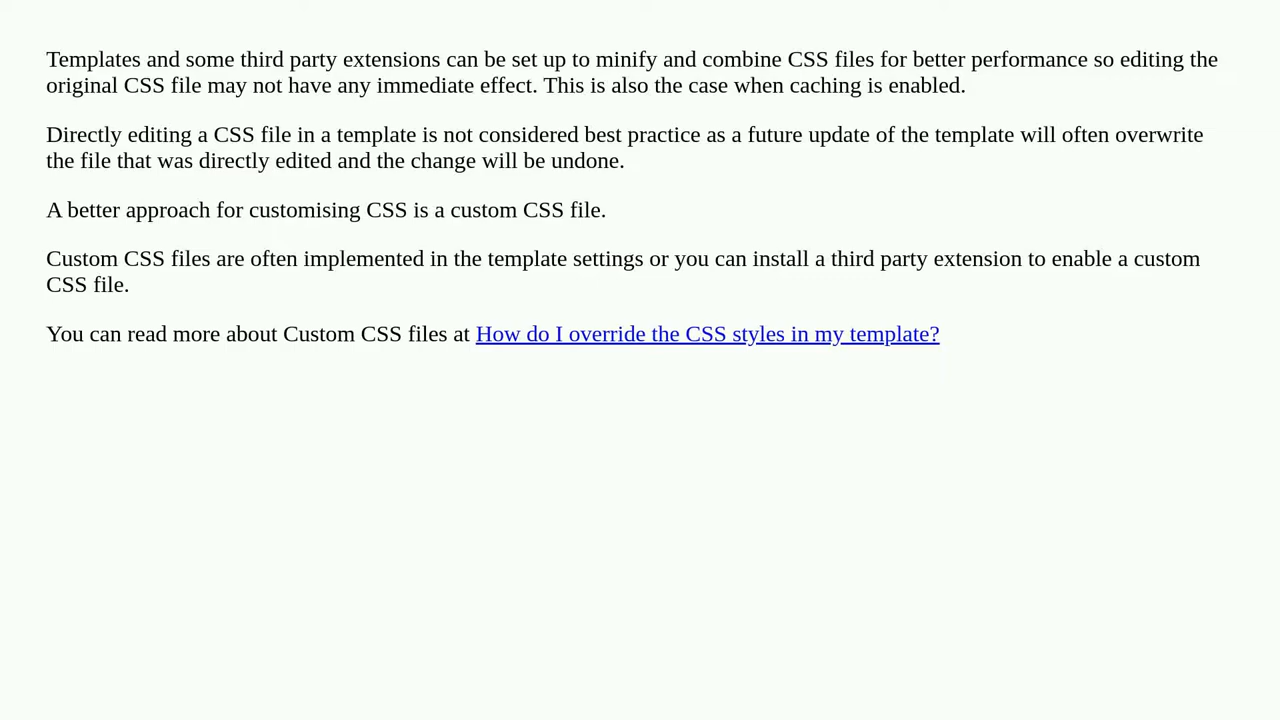 Templates and some third party extensions can be set up to minify and combine CSS files for better performance so editing the
original CSS file may not have any immediate effect. This is also the case when caching is enabled.
Directly editing a CSS file in a template is not considered best practice as a future update of the template will often overwrite
the file that was directly edited and the change will be undone.
A better approach for customising CSS is a custom CSS file.
Custom CSS files are often implemented in the template settings or you can install a third party extension to enable a custom
CSS file.
You can read more about Custom CSS files at How do I override the CSS styles in my template?